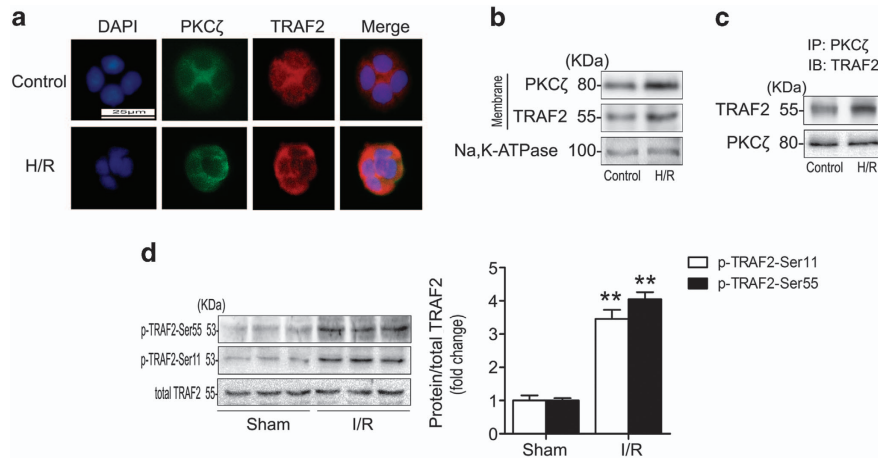 a
DAPI PKCζ TRAF2 Merge
Control
25μm
H/R
b
(KDa)
Membrane
PKCζ 80
TRAF2 55
Na,K-ATPase 100
Control H/R
c
IP: PKCζ
IB: TRAF2
(KDa)
TRAF2 55
PKCζ 80
Control H/R
d
(KDa)
p-TRAF2-Ser55 53
p-TRAF2-Ser11 53
total TRAF2 55
Sham I/R
Protein/total TRAF2
(fold change)
5
4
3
2
1
0
** **
Sham I/R
p-TRAF2-Ser11
p-TRAF2-Ser55